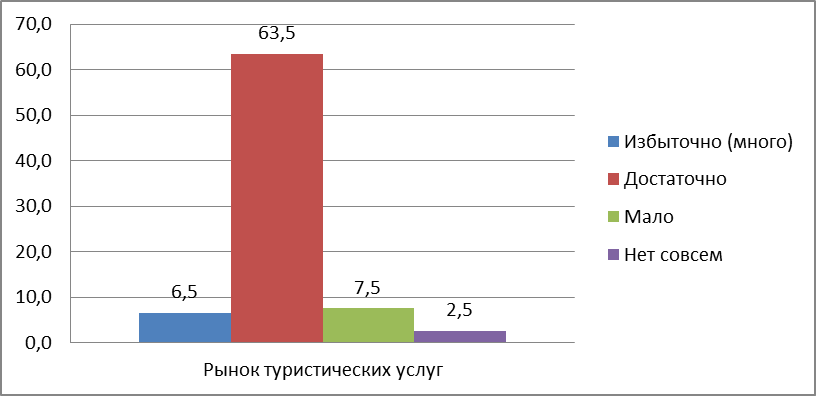 70,0
60,0
50,0
40,0
30,0
20,0
10,0
0,0
63,5
6,5
7,5
2,5
Рынок туристических услуг
Избыточно (много)
Достаточно
Мало
Нет совсем